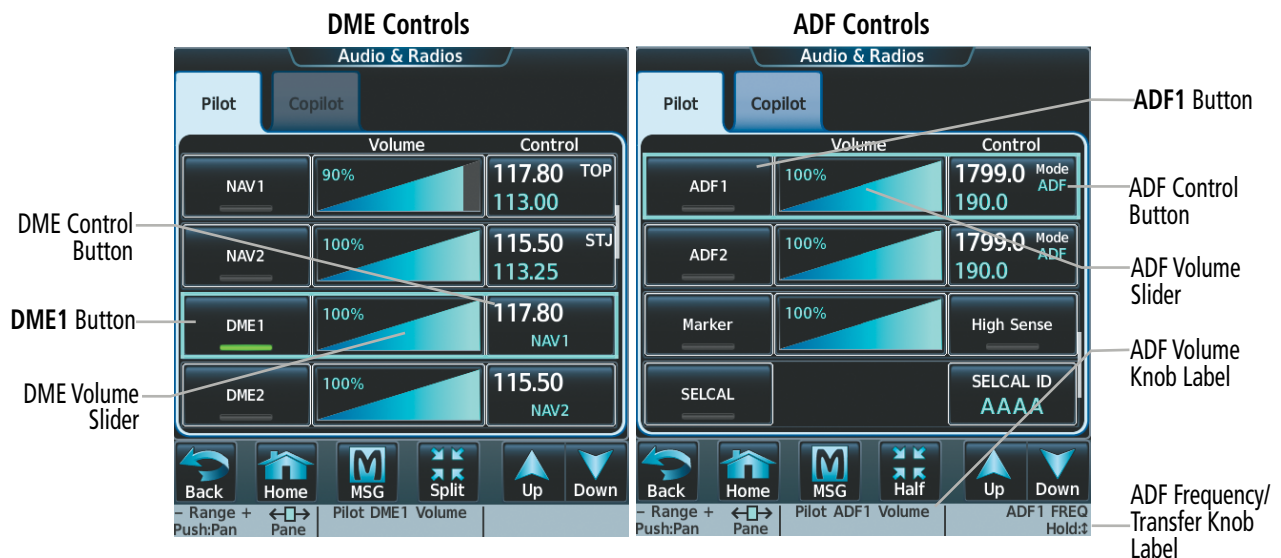 DME Controls
Audio & Radios
Pilot
Copilot
Volume
Control
NAV1
90%
117.80 TOP
113.00
NAV2
100%
115.50 STJ
113.25
DME1
100%
117.80
NAV1
DME2
100%
115.50
NAV2
Back
Home
MSG
Split
Up
Down
– Range +
Push:Pan
Pane
Pilot DME1 Volume
DME Control
Button
DME1 Button
DME Volume
Slider
ADF Controls
Audio & Radios
Pilot
Copilot
Volume
Control
ADF1
100%
1799.0 Mode
190.0 ADF
ADF2
100%
1799.0 Mode
190.0 ADF
Marker
100%
High Sense
SELCAL
SELCAL ID
AAAA
Back
Home
MSG
Half
Up
Down
– Range +
Push:Pan
Pane
Pilot ADF1 Volume
ADF1 FREQ
Hold:↕
ADF1 Button
ADF Control
Button
ADF Volume
Slider
ADF Volume
Knob Label
ADF Frequency/
Transfer Knob
Label